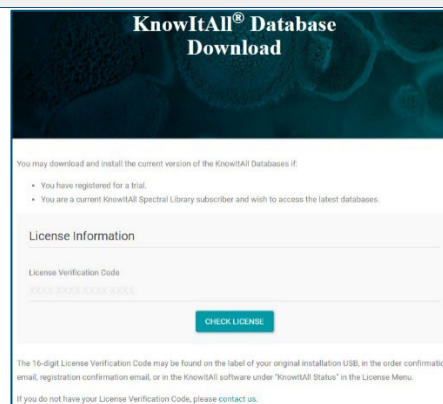 KnowItAll® Database
Download
You may download and install the current version of the KnowItAll Databases if:
• You have registered for a trial.
• You are a current KnowItAll Spectral Library subscriber and wish to access the latest databases.
License Information
License Verification Code
XXXX XXXX XXXX XXXX
CHECK LICENSE
The 16-digit License Verification Code may be found on the label of your original installation USB, in the order confirmatio
email, registration confirmation email, or in the KnowItAll software under "KnowItAll Status" in the License Menu.
If you do not have your License Verification Code, please contact us.